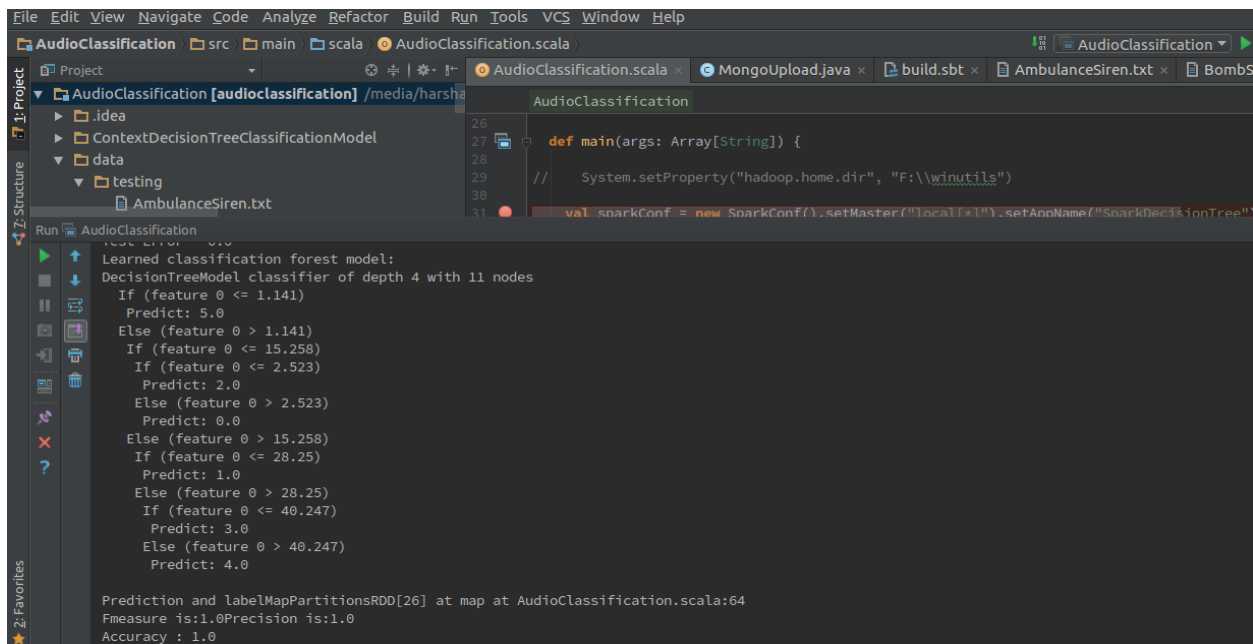 File Edit View Navigate Code Analyze Refactor Build Run Tools VCS Window Help
AudioClassification src main scala AudioClassification.scala
AudioClassification
1: Project
Z: Structure
2: Favorites
Project
AudioClassification [audioclassification] /media/harsha
.idea
ContextDecisionTreeClassificationModel
data
testing
AmbulanceSiren.txt
AudioClassification.scala MongoUpload.java build.sbt AmbulanceSiren.txt BombS
AudioClassification
26
27 def main(args: Array[String]) {
28
29 // System.setProperty("hadoop.home.dir", "F:\\winutils")
30
31 val sparkConf = new SparkConf().setMaster("local[*]").setAppName("SparkDecisionTree")
Run AudioClassification
Test Error = 0.0
Learned classification forest model:
DecisionTreeModel classifier of depth 4 with 11 nodes
If (feature 0 <= 1.141)
Predict: 5.0
Else (feature 0 > 1.141)
If (feature 0 <= 15.258)
If (feature 0 <= 2.523)
Predict: 2.0
Else (feature 0 > 2.523)
Predict: 0.0
Else (feature 0 > 15.258)
If (feature 0 <= 28.25)
Predict: 1.0
Else (feature 0 > 28.25)
If (feature 0 <= 40.247)
Predict: 3.0
Else (feature 0 > 40.247)
Predict: 4.0
Prediction and labelMapPartitionsRDD[26] at map at AudioClassification.scala:64
Fmeasure is:1.0Precision is:1.0
Accuracy : 1.0